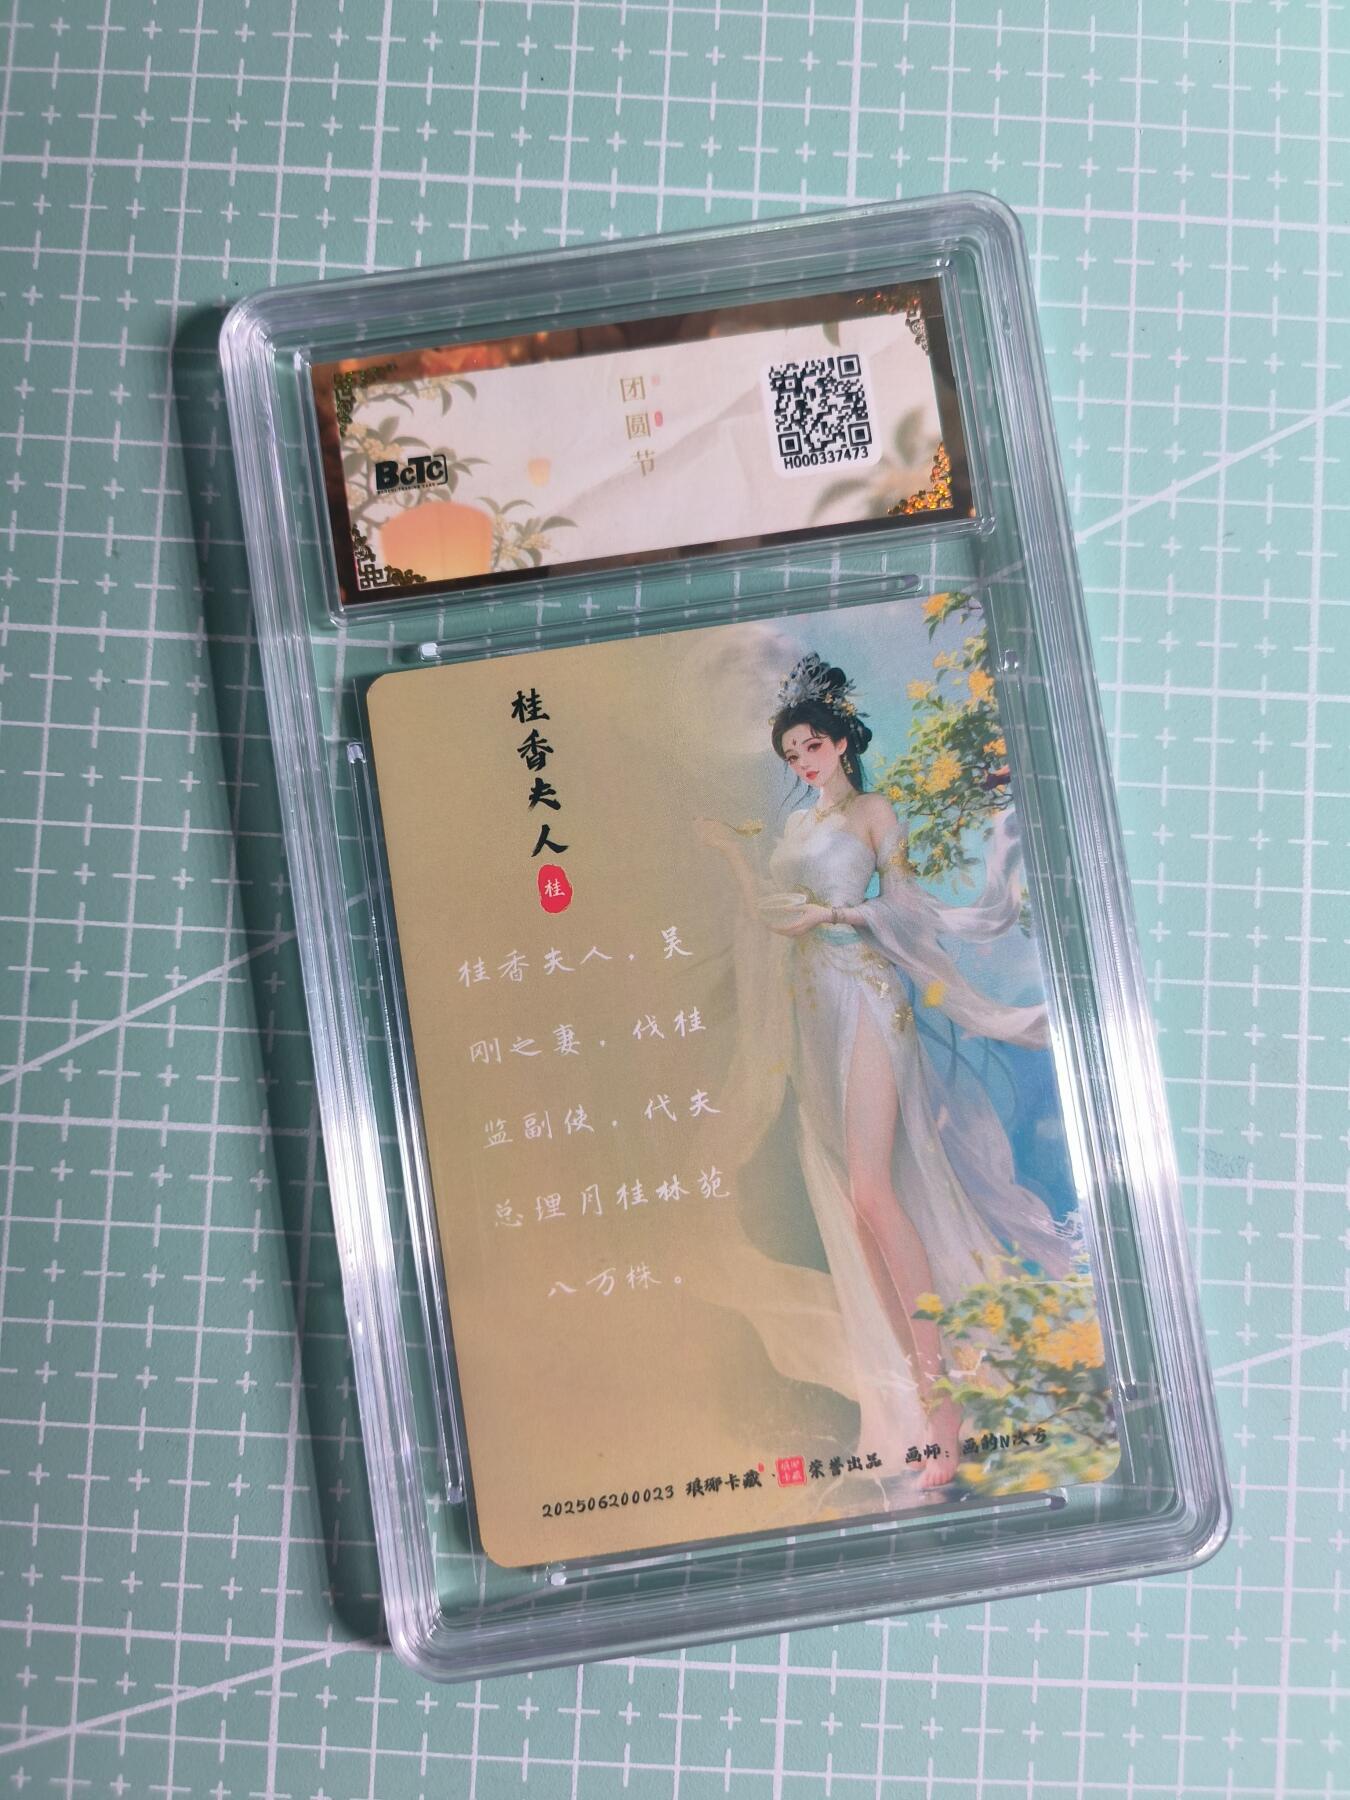 团圆节
BCTC
H000337473
桂香夫人
桂
桂香夫人，吴
刚之妻，伐桂
监副使，代夫
总理月桂林苑
八万株。
202506200023 琅琊卡藏·荣誉出品 画师：画的N次方